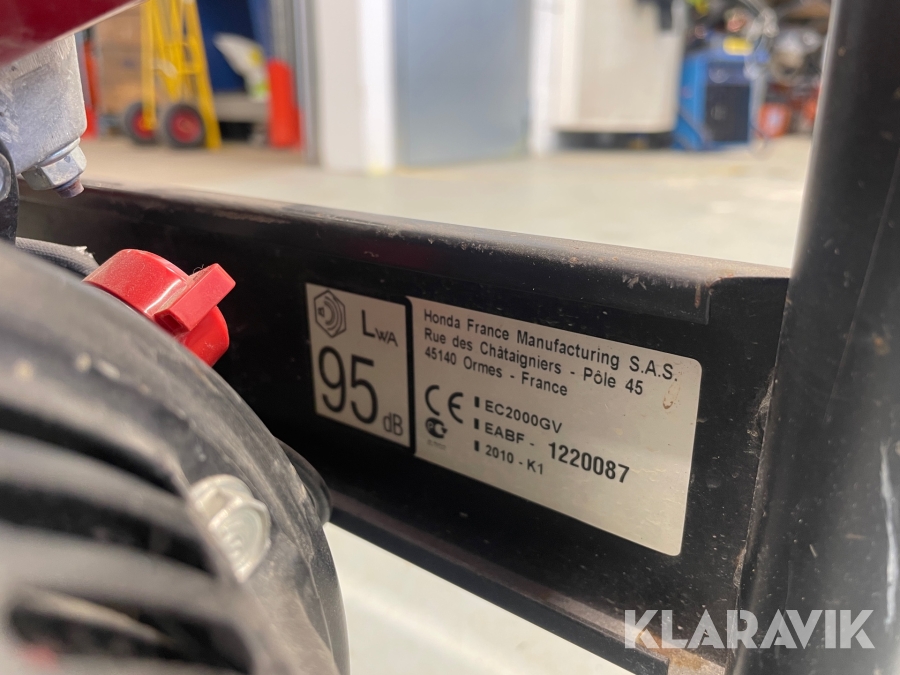 LWA
95 dB
Honda France Manufacturing S.A.S.
Rue des Châtaigniers - Pôle 45
45140 Ormes - France
CE
EC2000GV
EABF - 1220087
2010 - K1
KLARAVIK